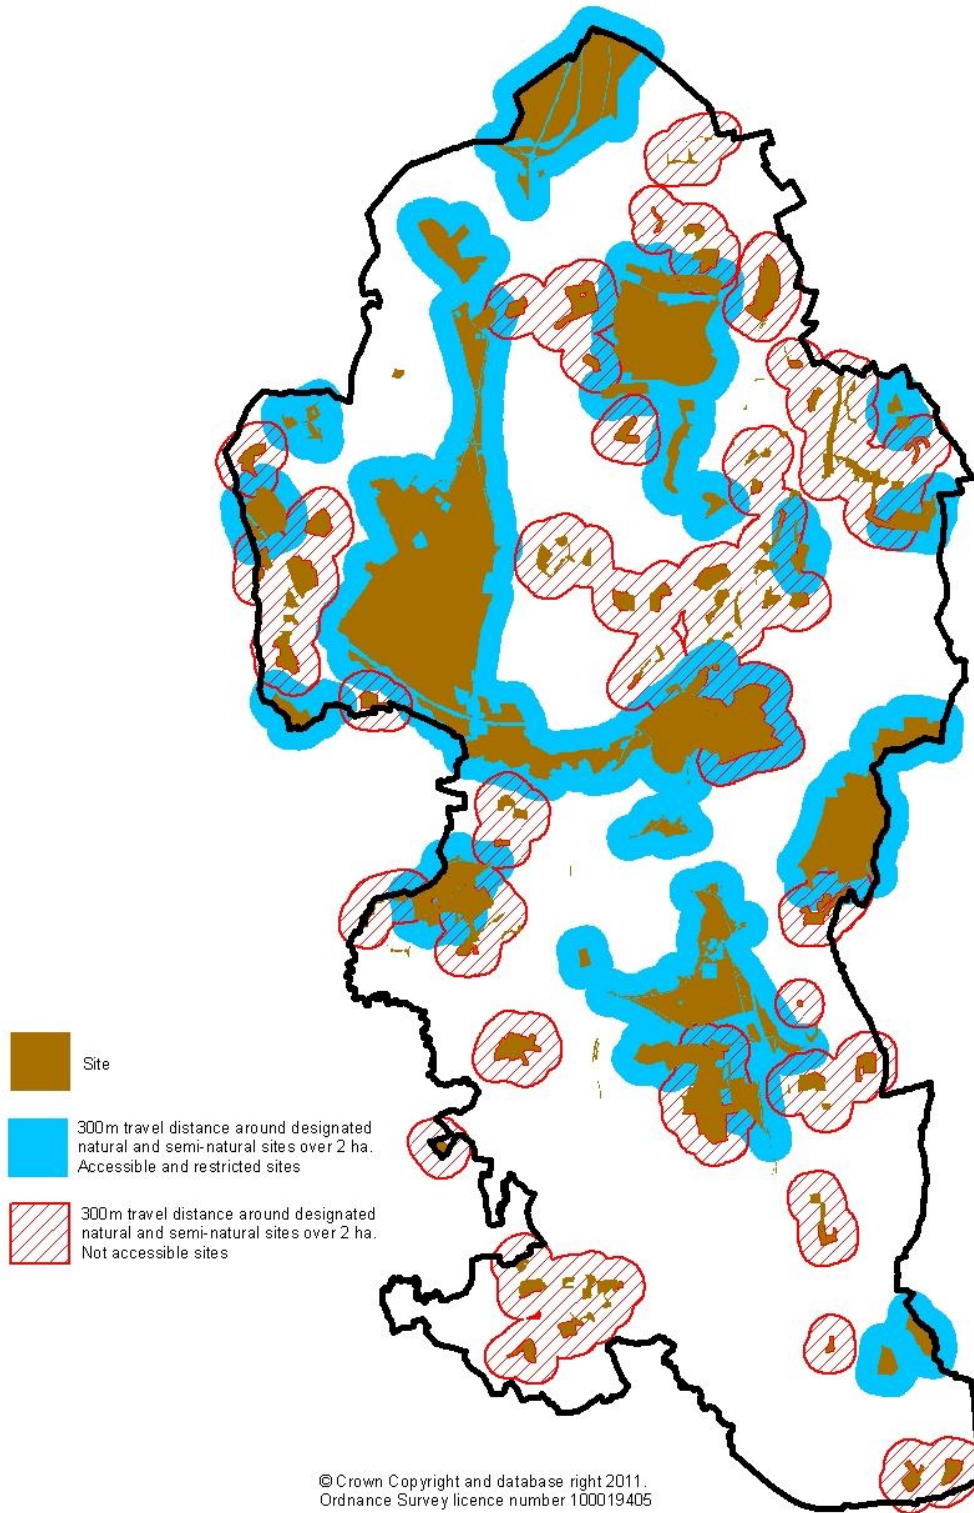 Site
300m travel distance around designated
natural and semi-natural sites over 2 ha.
Accessible and restricted sites
300m travel distance around designated
natural and semi-natural sites over 2 ha.
Not accessible sites
© Crown Copyright and database right 2011.
Ordnance Survey licence number 100019405